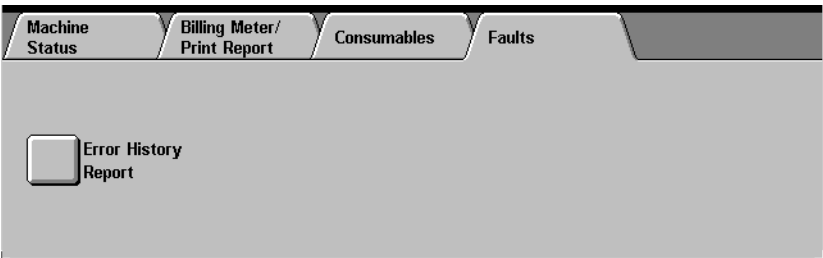 Machine
Status
Billing Meter/
Print Report
Consumables
Faults
Error History
Report